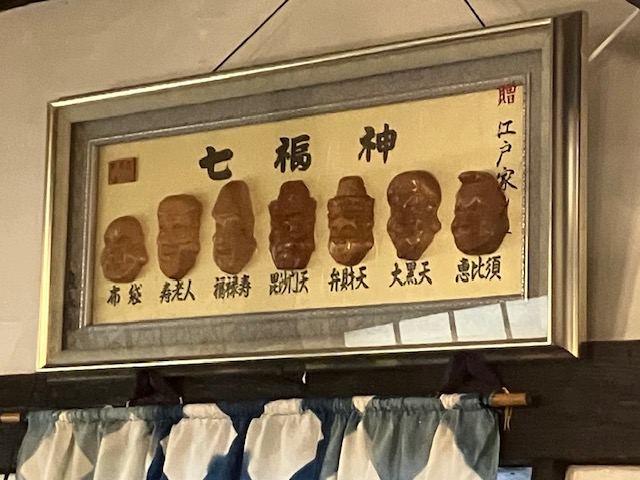 七福神
贈 江戸家
布袋
寿老人
福禄寿
毘沙門天
弁財天
大黒天
恵比須